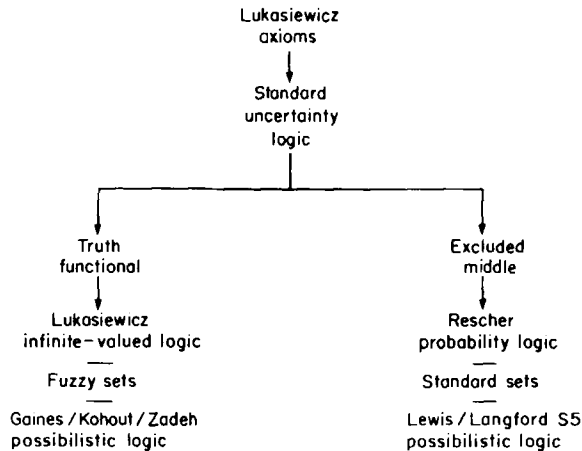 Lukasiewicz
axioms
Standard
uncertainty
logic
Truth
functional
Excluded
middle
Lukasiewicz
infinite-valued logic
Rescher
probability logic
Fuzzy sets
Standard sets
Gaines/Kohout/Zadeh
possibilistic logic
Lewis/Langford S5
possibilistic logic